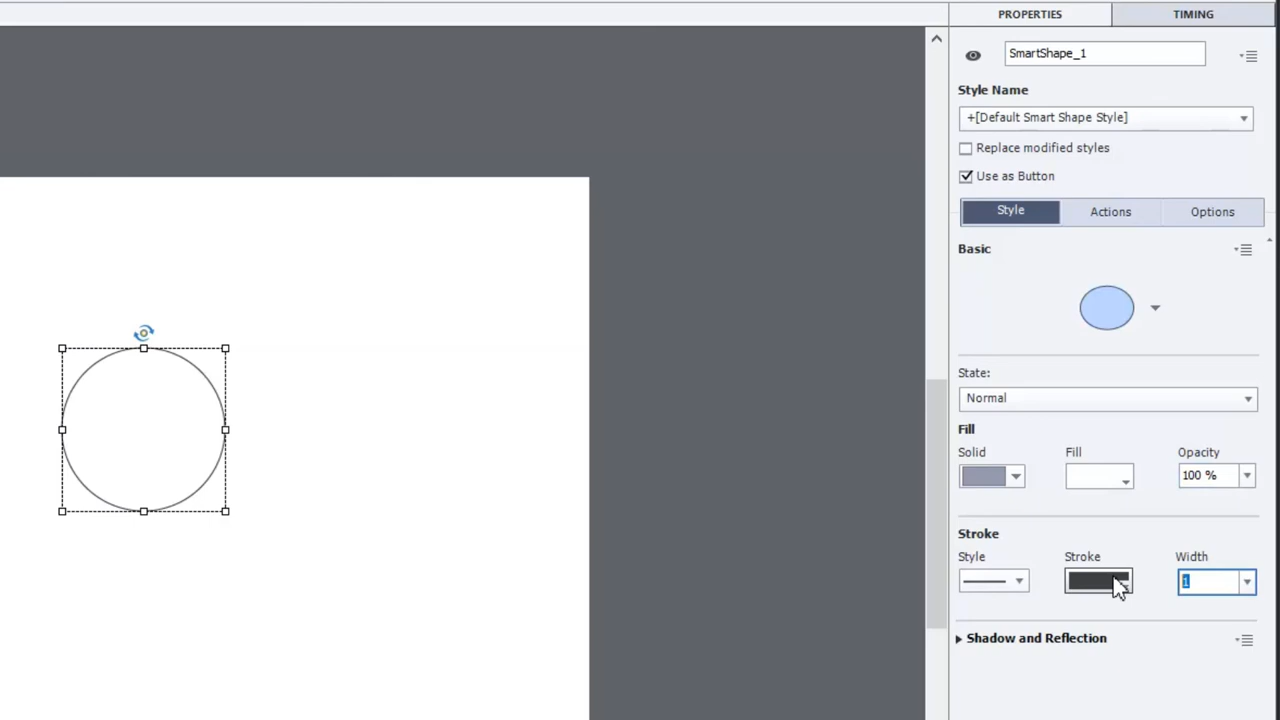 PROPERTIES TIMING
SmartShape_1
Style Name
+[Default Smart Shape Style]
Replace modified styles
Use as Button
Style Actions Options
Basic
State:
Normal
Fill
Solid Fill Opacity
100 %
Stroke
Style Stroke Width
1
Shadow and Reflection